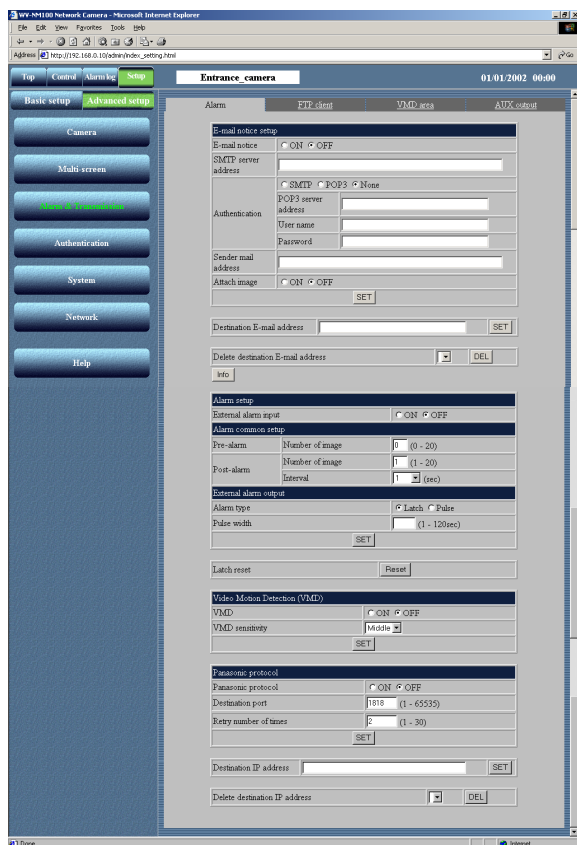 WV-NM100 Network Camera - Microsoft Internet Explorer
File Edit View Favorites Tools Help
Address http://192.168.0.10/admin/index_setting.html Go
Top Control Alarm log Setup
Entrance_camera 01/01/2002 00:00
Basic setup Advanced setup
Camera
Multi-screen
Alarm & Transmission
Authentication
System
Network
Help
Alarm FTP client VMD area AUX output
E-mail notice setup
E-mail notice ON OFF
SMTP server address
Authentication SMTP POP3 None
POP3 server address
User name
Password
Sender mail address
Attach image ON OFF
SET
Destination E-mail address SET
Delete destination E-mail address DEL
Info
Alarm setup
External alarm input ON OFF
Alarm common setup
Pre-alarm Number of image 0 (0 - 20)
Post-alarm Number of image 1 (1 - 20)
Interval 1 (sec)
External alarm output
Alarm type Latch Pulse
Pulse width (1 - 120sec)
SET
Latch reset Reset
Video Motion Detection (VMD)
VMD ON OFF
VMD sensitivity Middle
SET
Panasonic protocol
Panasonic protocol ON OFF
Destination port 1818 (1 - 65535)
Retry number of times 2 (1 - 30)
SET
Destination IP address SET
Delete destination IP address DEL
Done Internet